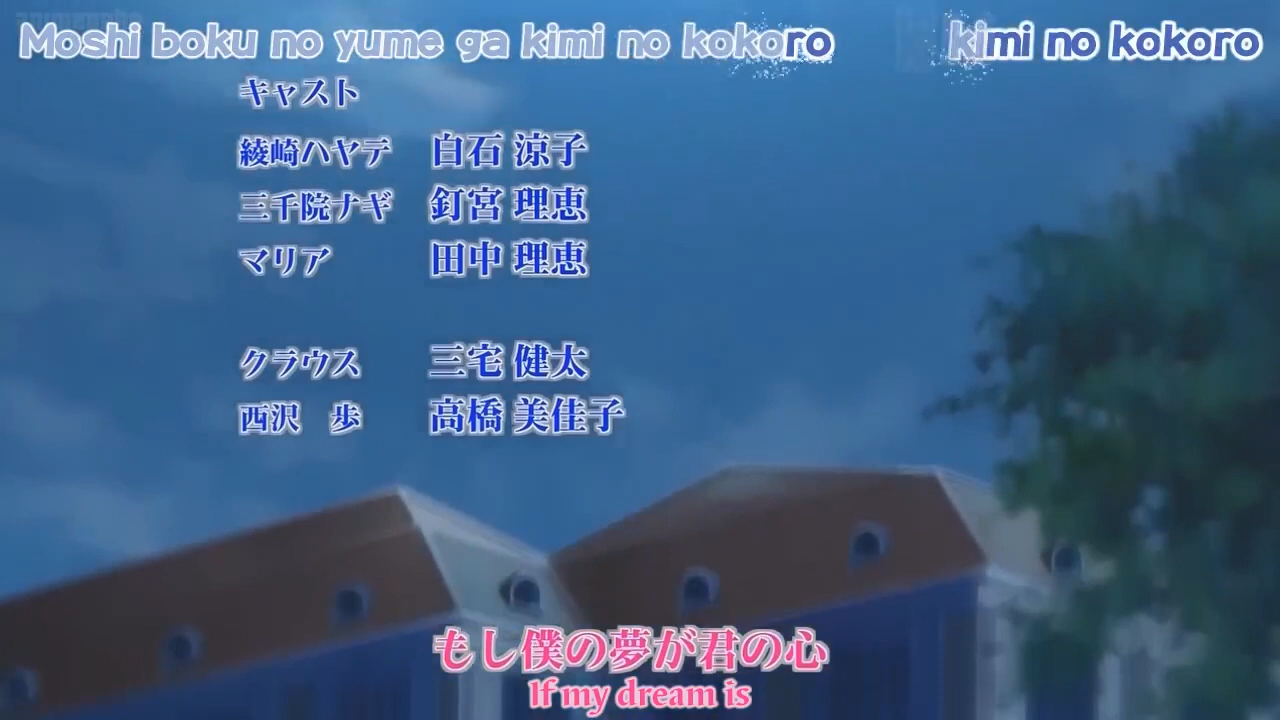 Moshi boku no yume ga kimi no kokoro kimi no kokoro
キャスト
綾崎ハヤテ 白石 涼子
三千院ナギ 釘宮 理恵
マリア 田中 理恵
クラウス 三宅 健太
西沢 歩 高橋 美佳子
もし僕の夢が君の心
If my dream is